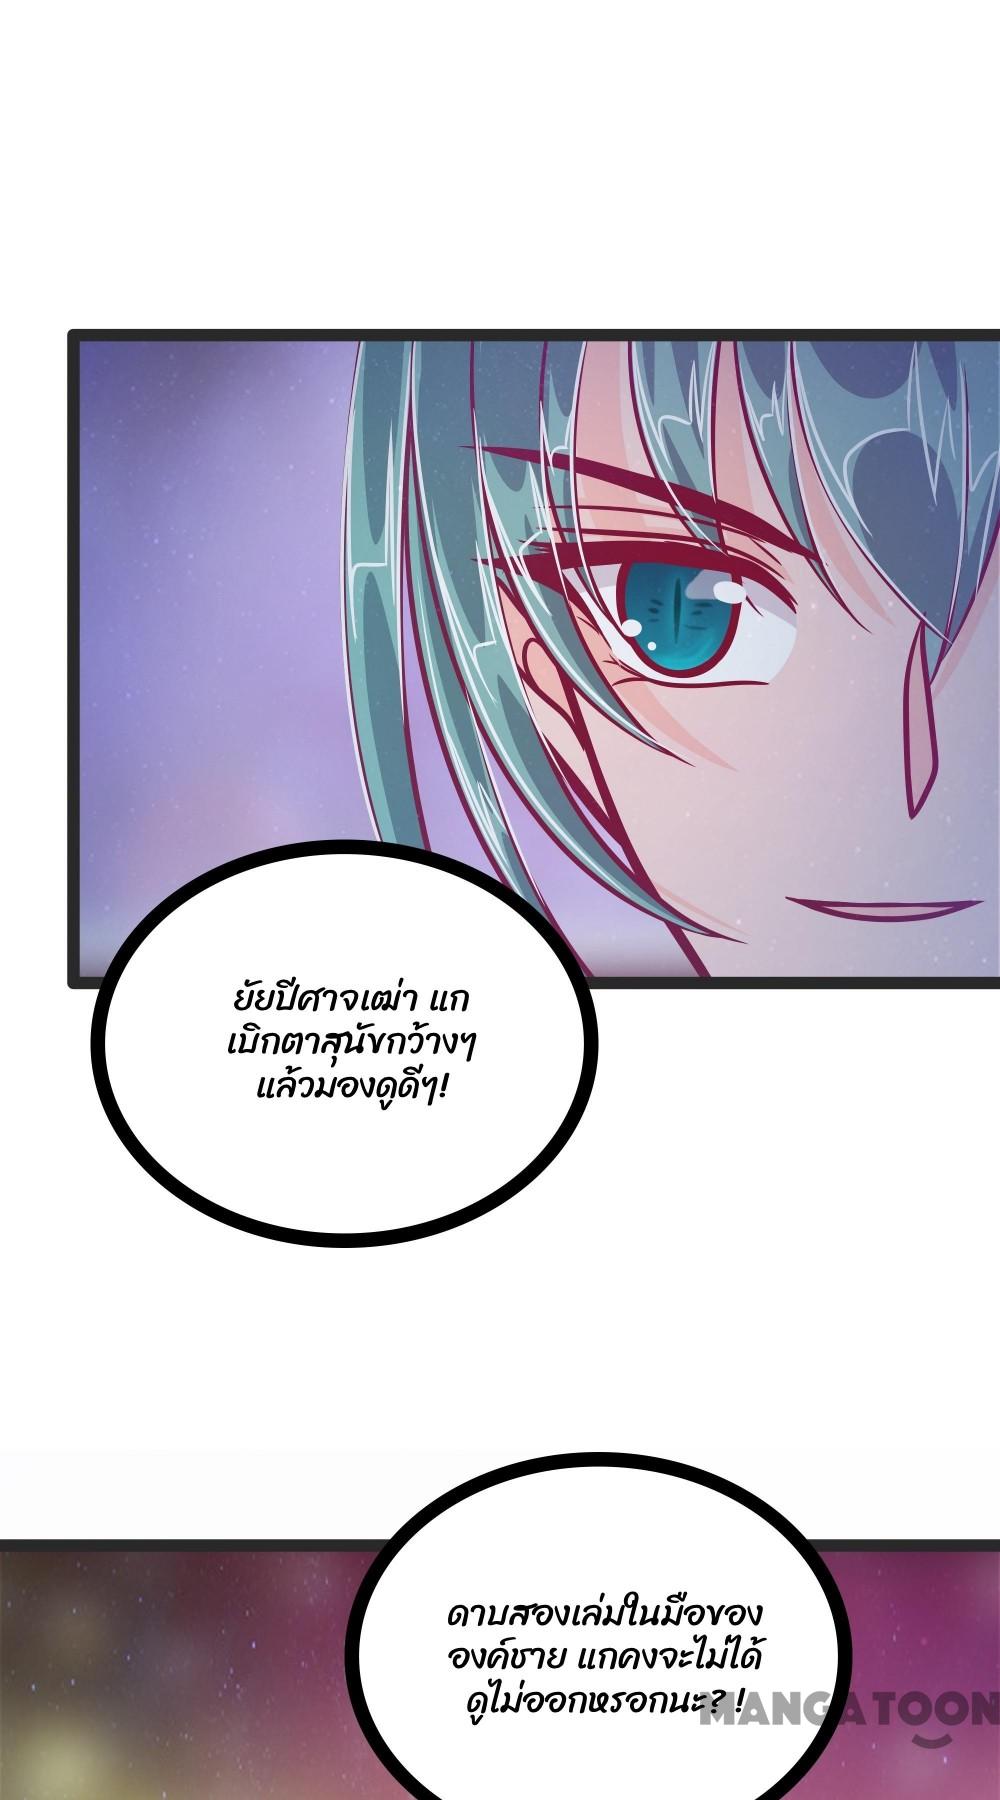 ยัยปีศาจเฒ่า แก
เบิกตาสุนัขกว้างๆ
แล้วมองดูดีๆ!
ดาบสองเล่มในมือของ
องค์ชาย แกคงจะไม่ได้
ดูไม่ออกหรอกนะ?!
MANGATOON